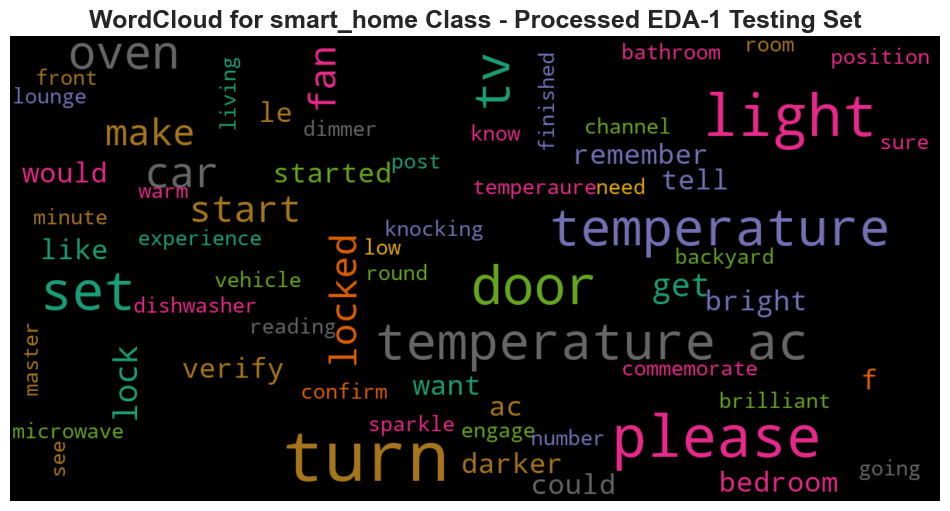 WordCloud for smart_home Class - Processed EDA-1 Testing Set
oven
front
lounge
living
le
fan
dimmer
tv
know
finished
bathroom
room
position
light
channel
sure
make
remember
would
car
warm
started
post
temperaure
need
tell
minute
start
knocking
temperature
like
experience
low
backyard
set
vehicle
locked
round
door
get
bright
dishwasher
reading
temperature ac
master
lock
verify
confirm
want
commemorate
f
ac
brilliant
microwave
sparkle
engage
number
please
see
turn
darker
could
bedroom
going